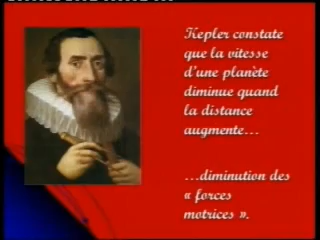 Kepler constate
que la vitesse
d'une planète
diminue quand
la distance
augmente...
...diminution des
« forces
motrices ».